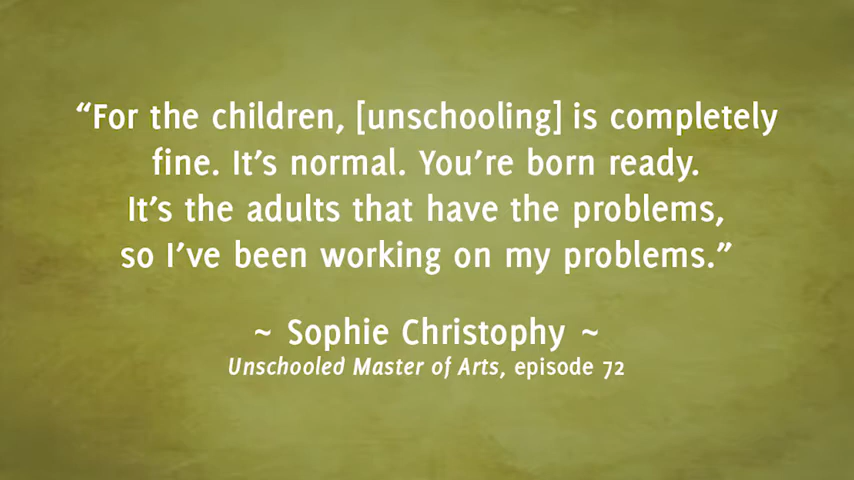 “For the children, [unschooling] is completely
fine. It’s normal. You’re born ready.
It’s the adults that have the problems,
so I’ve been working on my problems.”
~ Sophie Christophy ~
Unschooled Master of Arts, episode 72